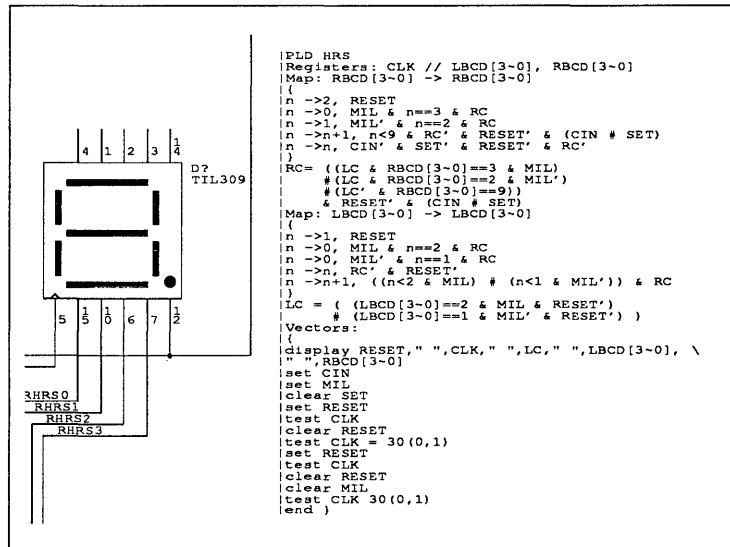 4 1 2 3 14
D?
TIL309
5 15 10 6 7 12
RHRS0
RHRS1
RHRS2
RHRS3
|PLD HRS
|Registers: CLK // LBCD[3~0], RBCD[3~0]
|Map: RBCD[3~0] -> RBCD[3~0]
|{
|n ->2, RESET
|n ->0, MIL & n==3 & RC
|n ->1, MIL' & n==2 & RC
|n ->n+1, n<9 & RC' & RESET' & (CIN # SET)
|n ->n, CIN' & SET' & RESET' & RC'
|}
|RC= ((LC & RBCD[3~0]==3 & MIL)
| #(LC & RBCD[3~0]==2 & MIL')
| #(LC' & RBCD[3~0]==9))
| & RESET' & (CIN # SET)
|Map: LBCD[3~0] -> LBCD[3~0]
|{
|n ->1, RESET
|n ->0, MIL & n==2 & RC
|n ->0, MIL' & n==1 & RC
|n ->n, RC' & RESET'
|n ->n+1, ((n<2 & MIL) # (n<1 & MIL')) & RC
|}
|LC = ( (LBCD[3~0]==2 & MIL & RESET')
| # (LBCD[3~0]==1 & MIL' & RESET') )
|Vectors:
|{
|display RESET," ",CLK," ",LC," ",LBCD[3~0], \
|" ",RBCD[3~0]
|set CIN
|set MIL
|clear SET
|set RESET
|test CLK
|clear RESET
|test CLK = 30(0,1)
|set RESET
|test CLK
|clear RESET
|clear MIL
|test CLK 30(0,1)
|end }